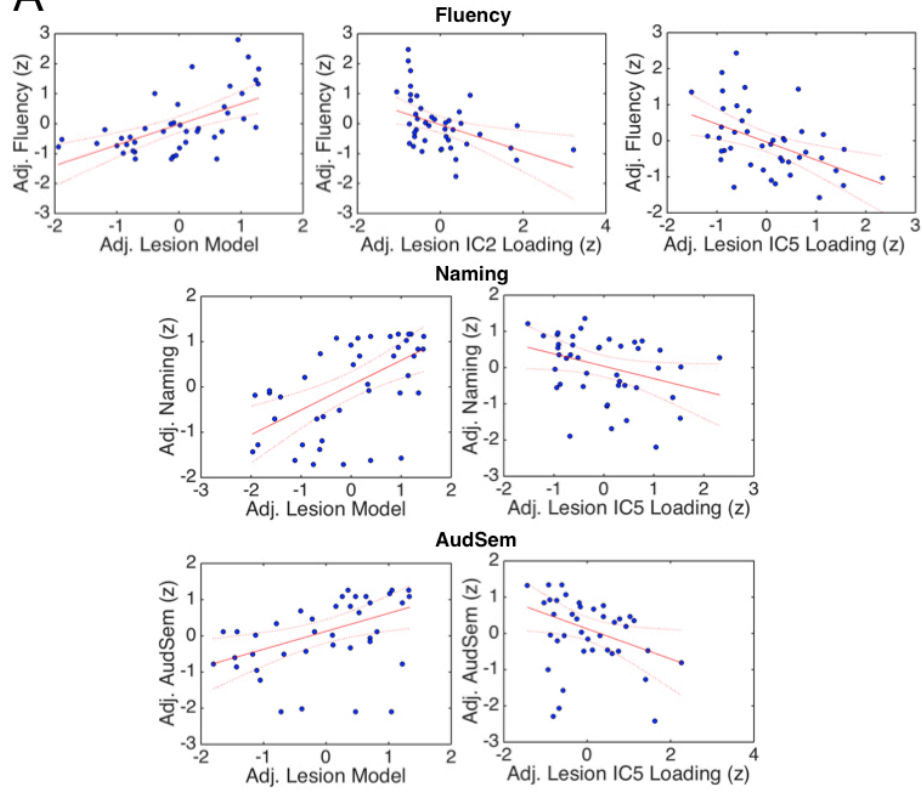 A
Fluency
3
2
1
0
-1
-2
-3
Adj. Fluency (z)
-2 -1 0 1 2
Adj. Lesion Model
3
2
1
0
-1
-2
-3
Adj. Fluency (z)
-2 0 2 4
Adj. Lesion IC2 Loading (z)
3
2
1
0
-1
-2
Adj. Fluency (z)
-2 -1 0 1 2 3
Adj. Lesion IC5 Loading (z)
Naming
2
1
0
-1
-2
Adj. Naming (z)
-3 -2 -1 0 1 2
Adj. Lesion Model
2
1
0
-1
-2
-3
Adj. Naming (z)
-2 -1 0 1 2 3
Adj. Lesion IC5 Loading (z)
AudSem
2
1
0
-1
-2
-3
Adj. AudSem (z)
-2 -1 0 1 2
Adj. Lesion Model
2
1
0
-1
-2
-3
Adj. AudSem (z)
-2 0 2 4
Adj. Lesion IC5 Loading (z)